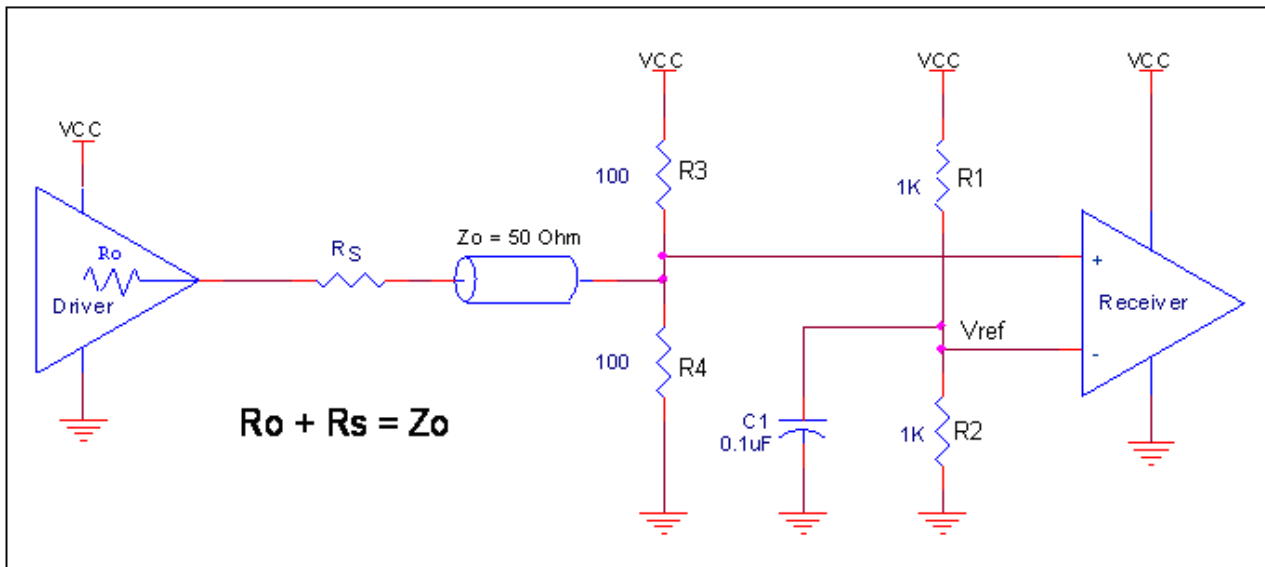 VCC
VCC
VCC
VCC
Ro
Driver
RS
Zo = 50 Ohm
100
R3
1K
R1
+
Receiver
-
Vref
100
R4
Ro + Rs = Zo
C1
0.1uF
1K
R2